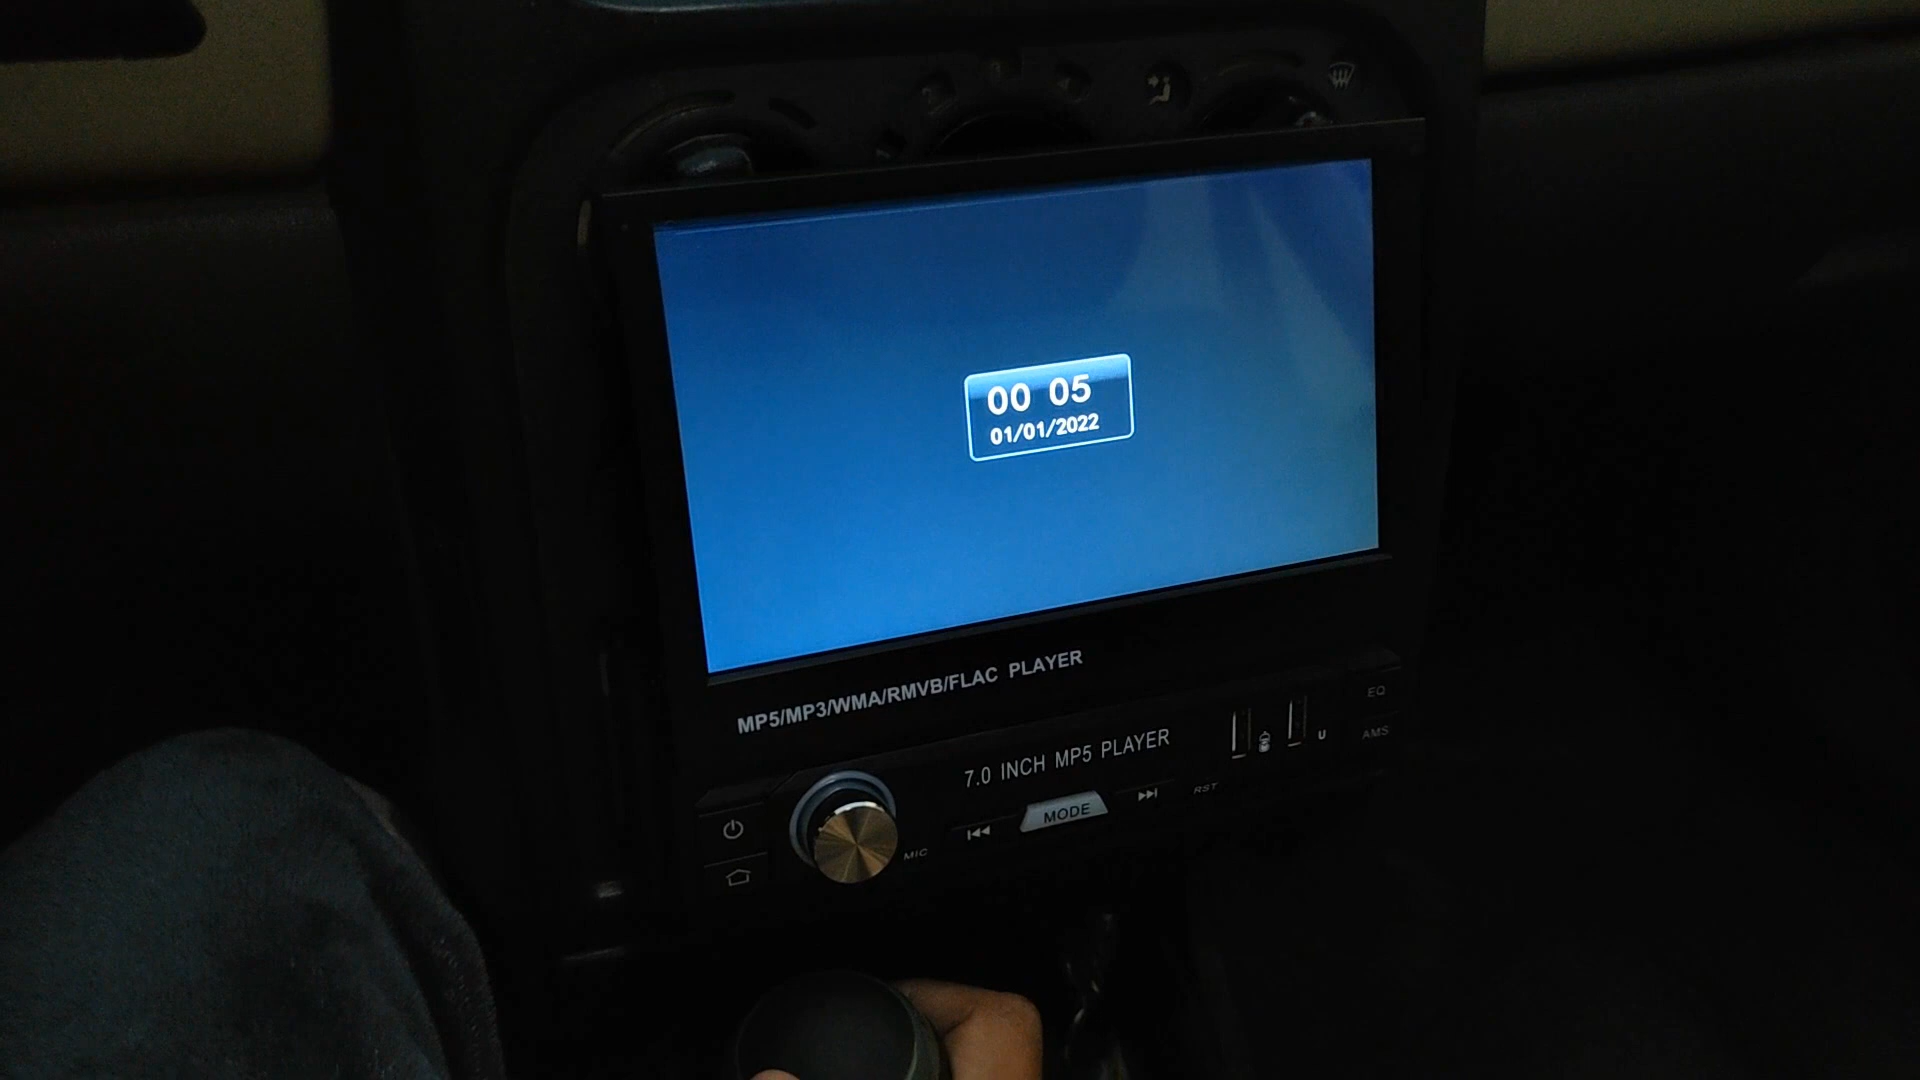 00 05
01/01/2022
MP5/MP3/WMA/RMVB/FLAC PLAYER
7.0 INCH MP5 PLAYER
EQ
AMS
U
MODE
RST
MIC